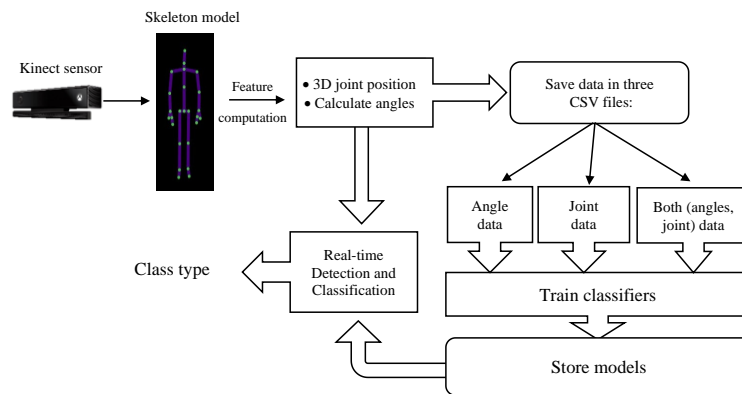 Skeleton model
Kinect sensor
Feature
computation
• 3D joint position
• Calculate angles
Save data in three
CSV files:
Angle
data
Joint
data
Both (angles,
joint) data
Real-time
Detection and
Classification
Class type
Train classifiers
Store models